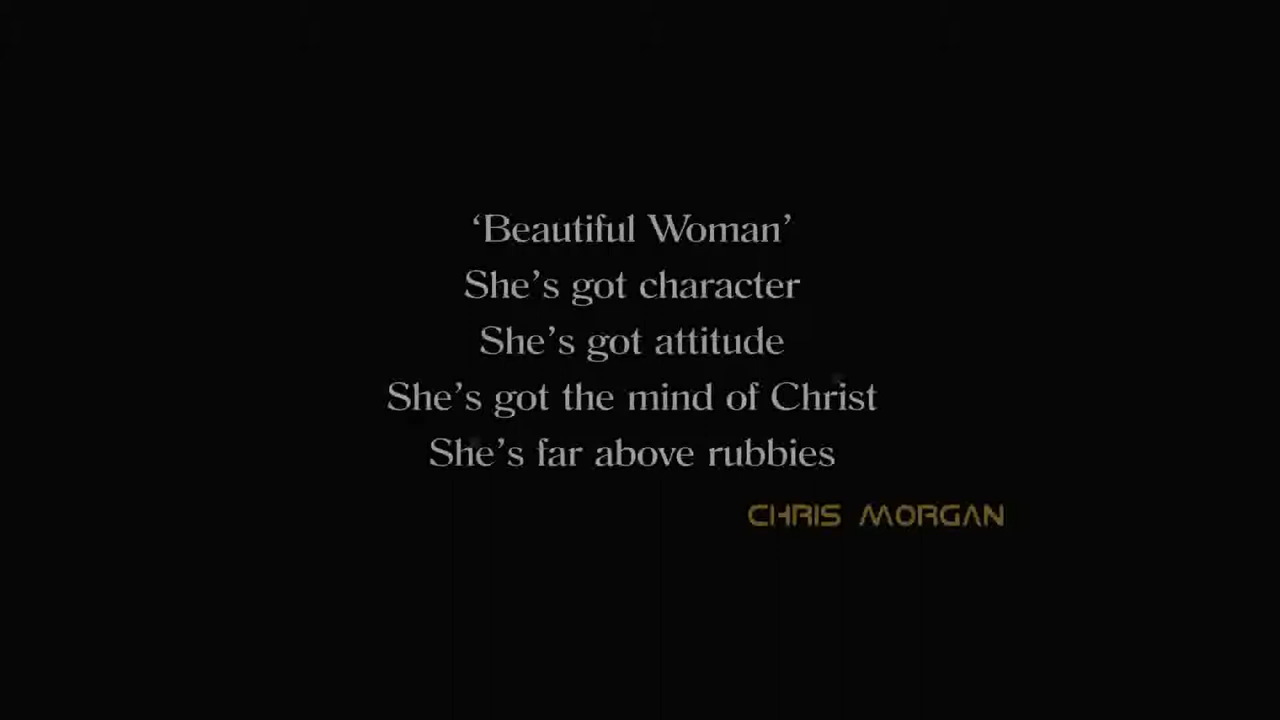 ‘Beautiful Woman’
She’s got character
She’s got attitude
She’s got the mind of Christ
She’s far above rubbies
CHRIS MORGAN